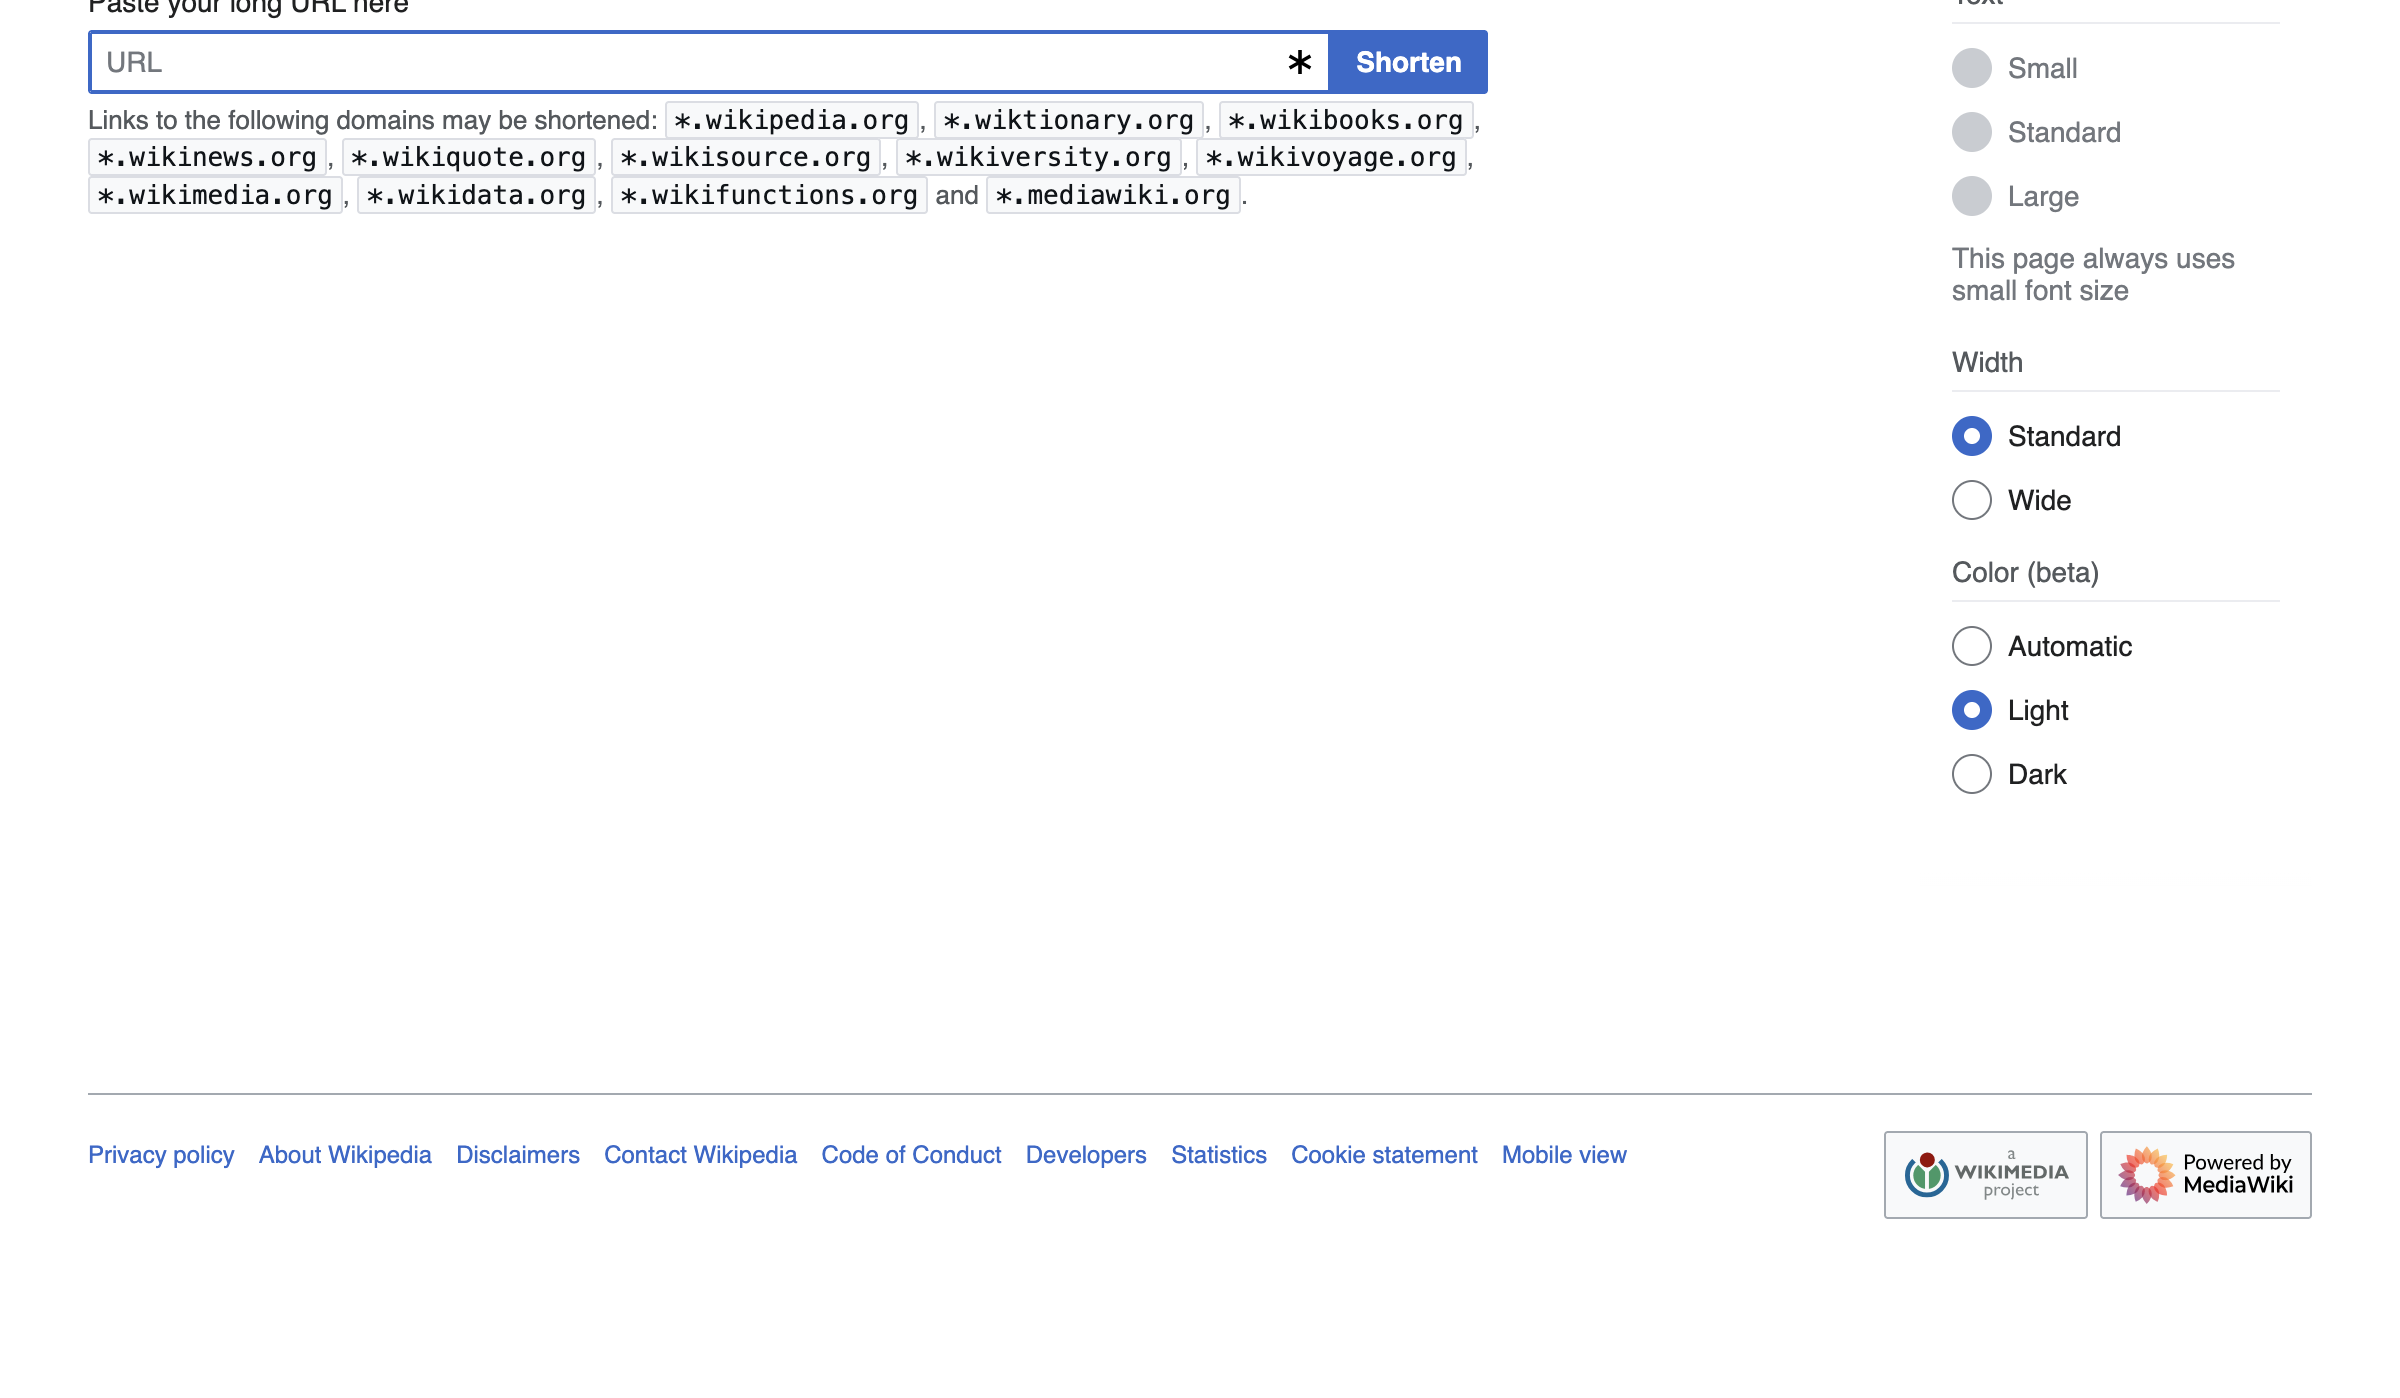 Paste your long URL here
URL * Shorten
Links to the following domains may be shortened: *.wikipedia.org, *.wiktionary.org, *.wikibooks.org,
*.wikinews.org, *.wikiquote.org, *.wikisource.org, *.wikiversity.org, *.wikivoyage.org,
*.wikimedia.org, *.wikidata.org, *.wikifunctions.org and *.mediawiki.org.
Text
Small
Standard
Large
This page always uses
small font size
Width
Standard
Wide
Color (beta)
Automatic
Light
Dark
Privacy policy About Wikipedia Disclaimers Contact Wikipedia Code of Conduct Developers Statistics Cookie statement Mobile view
a
WIKIMEDIA
project
Powered by
MediaWiki